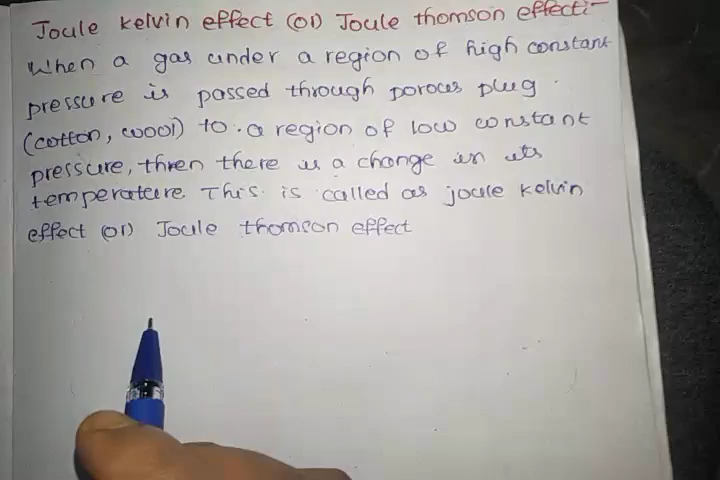 Joule kelvin effect (or) Joule thomson effect:-
When a gas under a region of high constant
pressure is passed through porous plug.
(cotton, wool) to a region of low constant
pressure, then there is a change in its
temperature This is called as joule kelvin
effect (or) Joule thomson effect